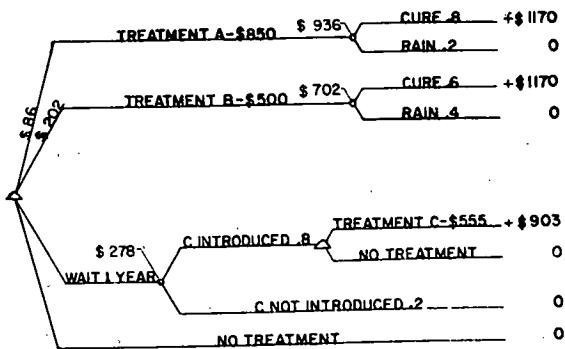 TREATMENT A-$850 $ 936 CURE .8 +$1170
RAIN .2 0
$86
TREATMENT B-$500 $ 702 CURE .6 +$1170
RAIN .4 0
$ 202
$ 278
WAIT 1 YEAR
C INTRODUCED .8 TREATMENT C-$555 +$903
NO TREATMENT 0
C NOT INTRODUCED .2 0
NO TREATMENT 0